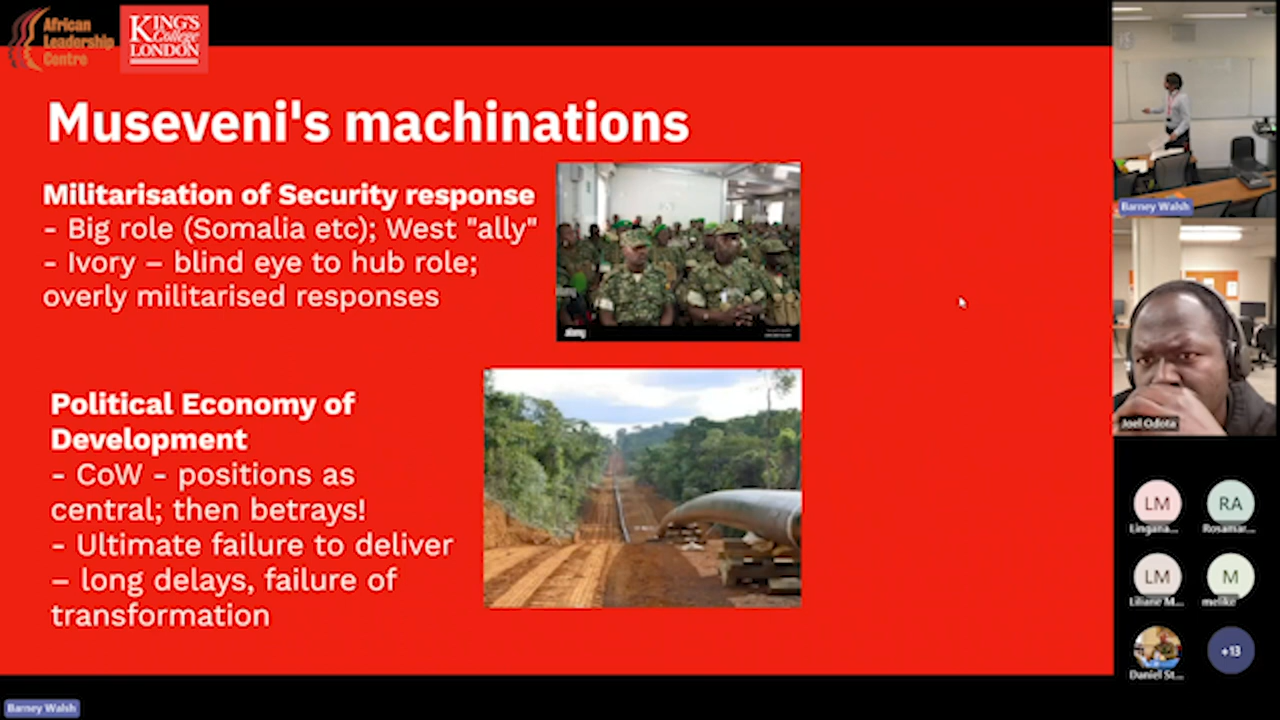 African
Leadership
Centre
KING'S
College
LONDON
Museveni's machinations
Militarisation of Security response
- Big role (Somalia etc); West "ally"
- Ivory – blind eye to hub role;
overly militarised responses
alamy
Political Economy of
Development
- CoW - positions as
central; then betrays!
- Ultimate failure to deliver
– long delays, failure of
transformation
Barney Walsh
Joel Odota
LM
RA
Lingana...
Rosamar...
LM
M
Liliane M...
melike
Daniel St...
+13
Barney Walsh